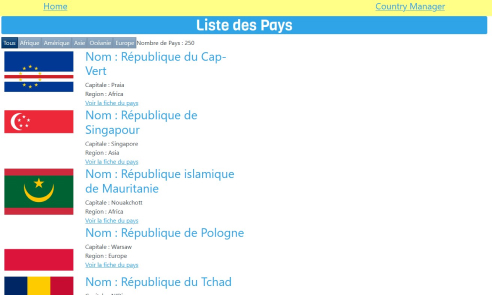 Home Country Manager
Liste des Pays
Tous Afrique Amérique Asie Océanie Europe Nombre de Pays : 250
Nom : République du Cap-
Vert
Capitale : Praia
Region : Africa
Voir la fiche du pays
Nom : République de
Singapour
Capitale : Singapore
Region : Asia
Voir la fiche du pays
Nom : République islamique
de Mauritanie
Capitale : Nouakchott
Region : Africa
Voir la fiche du pays
Nom : République de Pologne
Capitale : Warsaw
Region : Europe
Voir la fiche du pays
Nom : République du Tchad